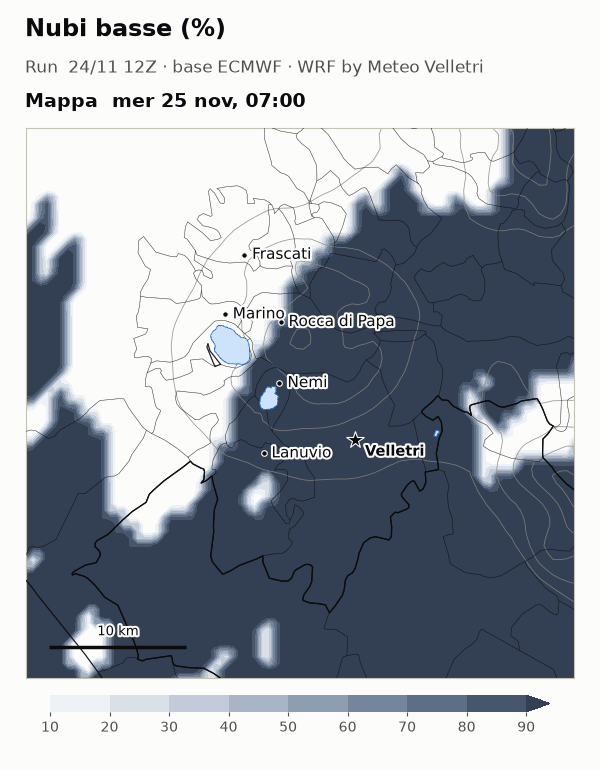 Nubi basse (%)
Run  24/11 12Z · base ECMWF · WRF by Meteo Velletri
Mappa  mer 25 nov, 07:00
Frascati
Marino
Rocca di Papa
Nemi
Velletri
Lanuvio
10 km
10 20 30 40 50 60 70 80 90